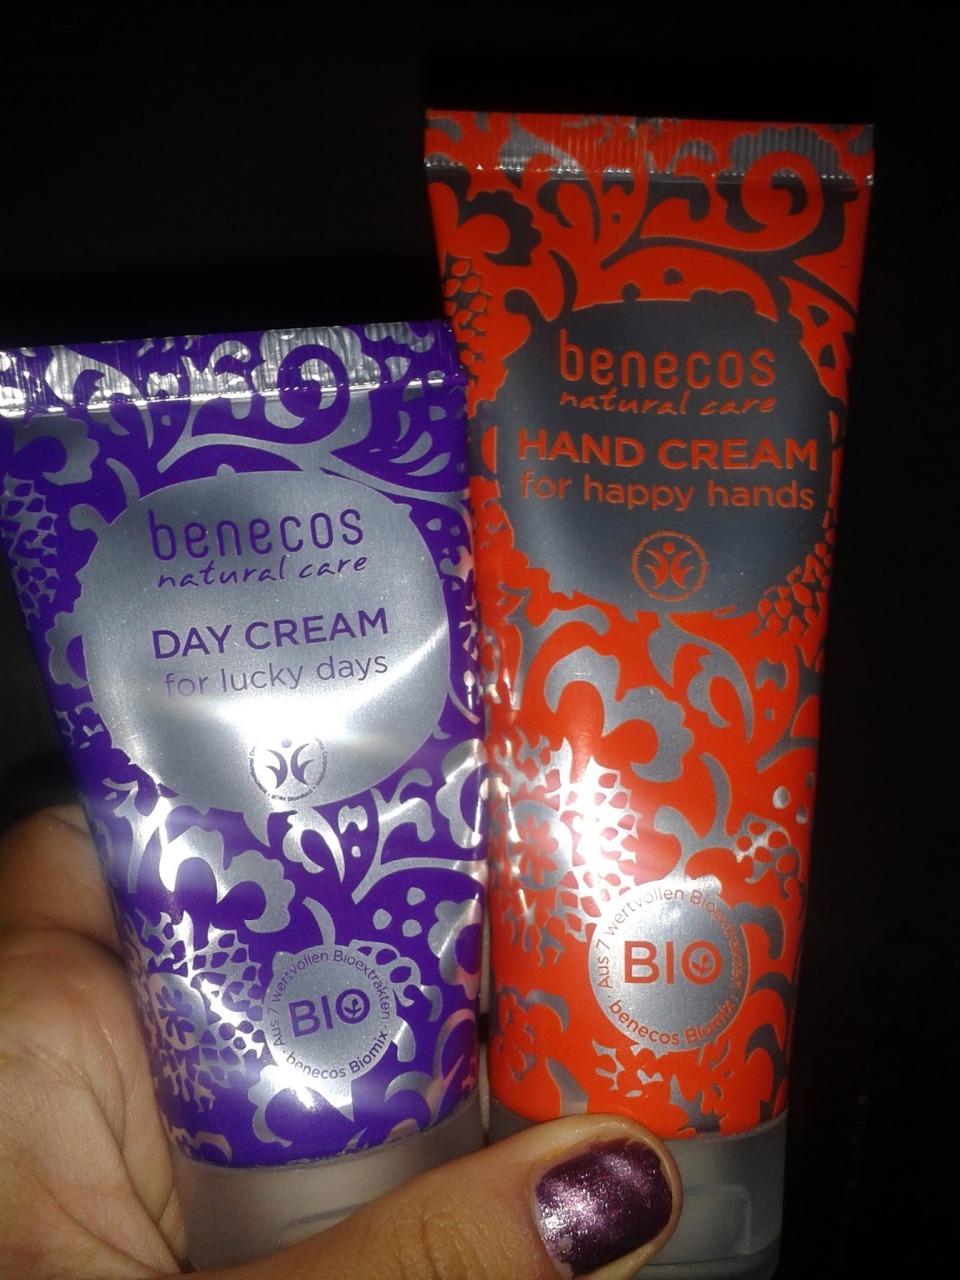 benecos
natural care
DAY CREAM
for lucky days
Aus 7 wertvollen Bioextrakten
BIO
benecos Biomix
benecos
natural care
HAND CREAM
for happy hands
Aus 7 wertvollen Bioextrakten
BIO
benecos Biomix